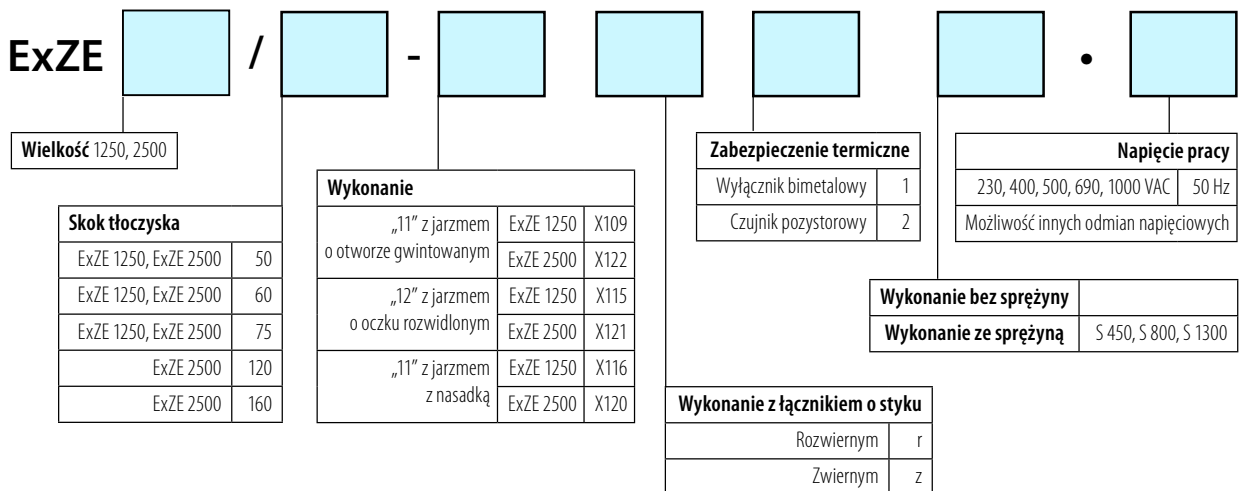 ExZE / - •
Wielkość 1250, 2500
Skok tłoczyska
ExZE 1250, ExZE 2500 50
ExZE 1250, ExZE 2500 60
ExZE 1250, ExZE 2500 75
ExZE 2500 120
ExZE 2500 160
Wykonanie
„11” z jarzmem ExZE 1250 X109
o otworze gwintowanym ExZE 2500 X122
„12” z jarzmem ExZE 1250 X115
o oczku rozwidlonym ExZE 2500 X121
„11” z jarzmem ExZE 1250 X116
z nasadką ExZE 2500 X120
Wykonanie z łącznikiem o styku
Rozwiernym r
Zwiernym z
Zabezpieczenie termiczne
Wyłącznik bimetalowy 1
Czujnik pozystorowy 2
Wykonanie bez sprężyny
Wykonanie ze sprężyną S 450, S 800, S 1300
Napięcie pracy
230, 400, 500, 690, 1000 VAC 50 Hz
Możliwość innych odmian napięciowych